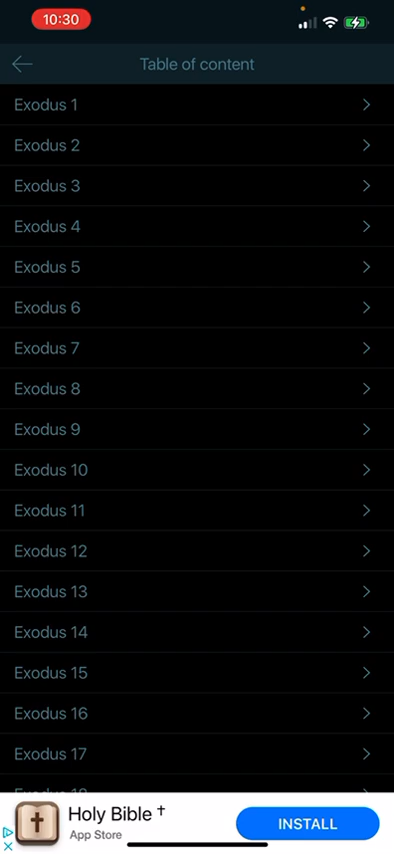 10:30
Table of content
Exodus 1
Exodus 2
Exodus 3
Exodus 4
Exodus 5
Exodus 6
Exodus 7
Exodus 8
Exodus 9
Exodus 10
Exodus 11
Exodus 12
Exodus 13
Exodus 14
Exodus 15
Exodus 16
Exodus 17
Exodus 18
Holy Bible †
App Store
INSTALL